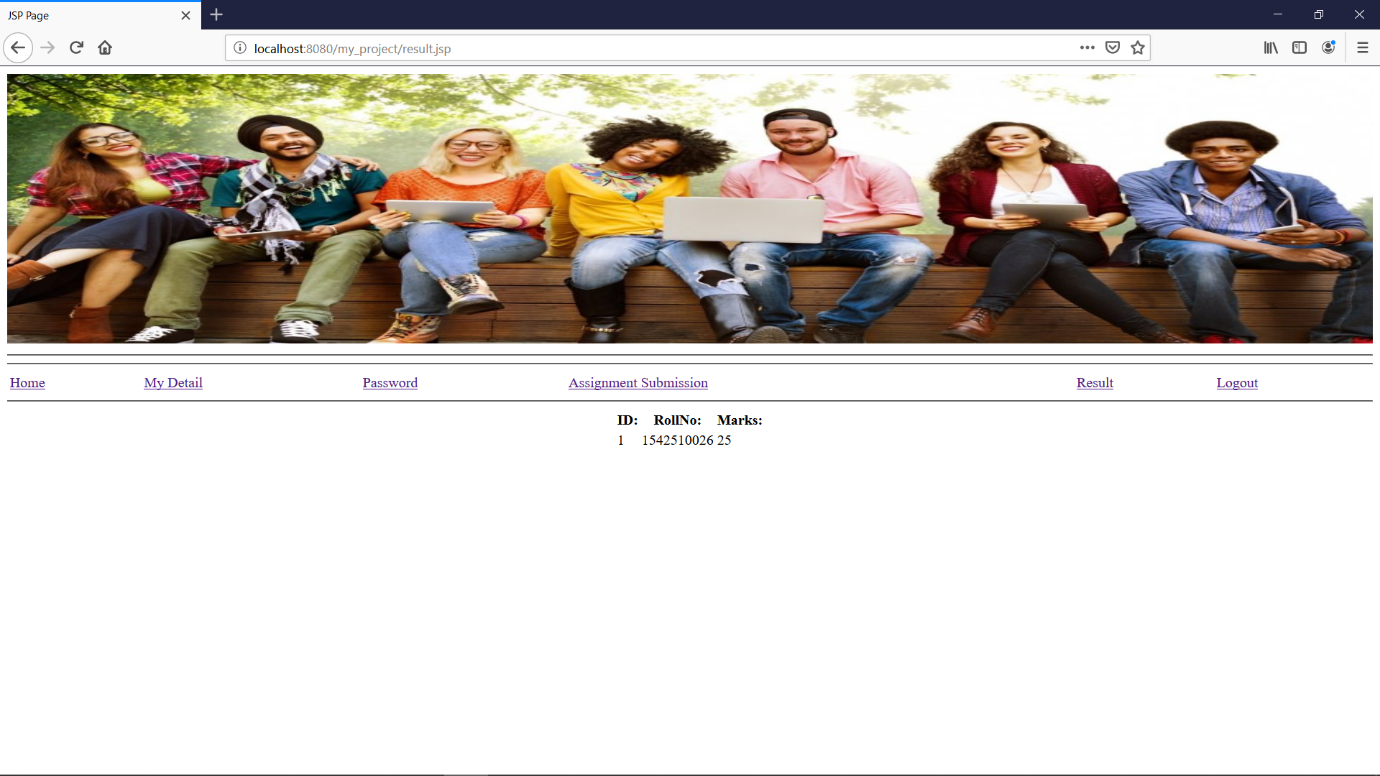 JSP Page
localhost:8080/my_project/result.jsp
Home My Detail Password Assignment Submission Result Logout
ID: RollNo: Marks:
1 1542510026 25